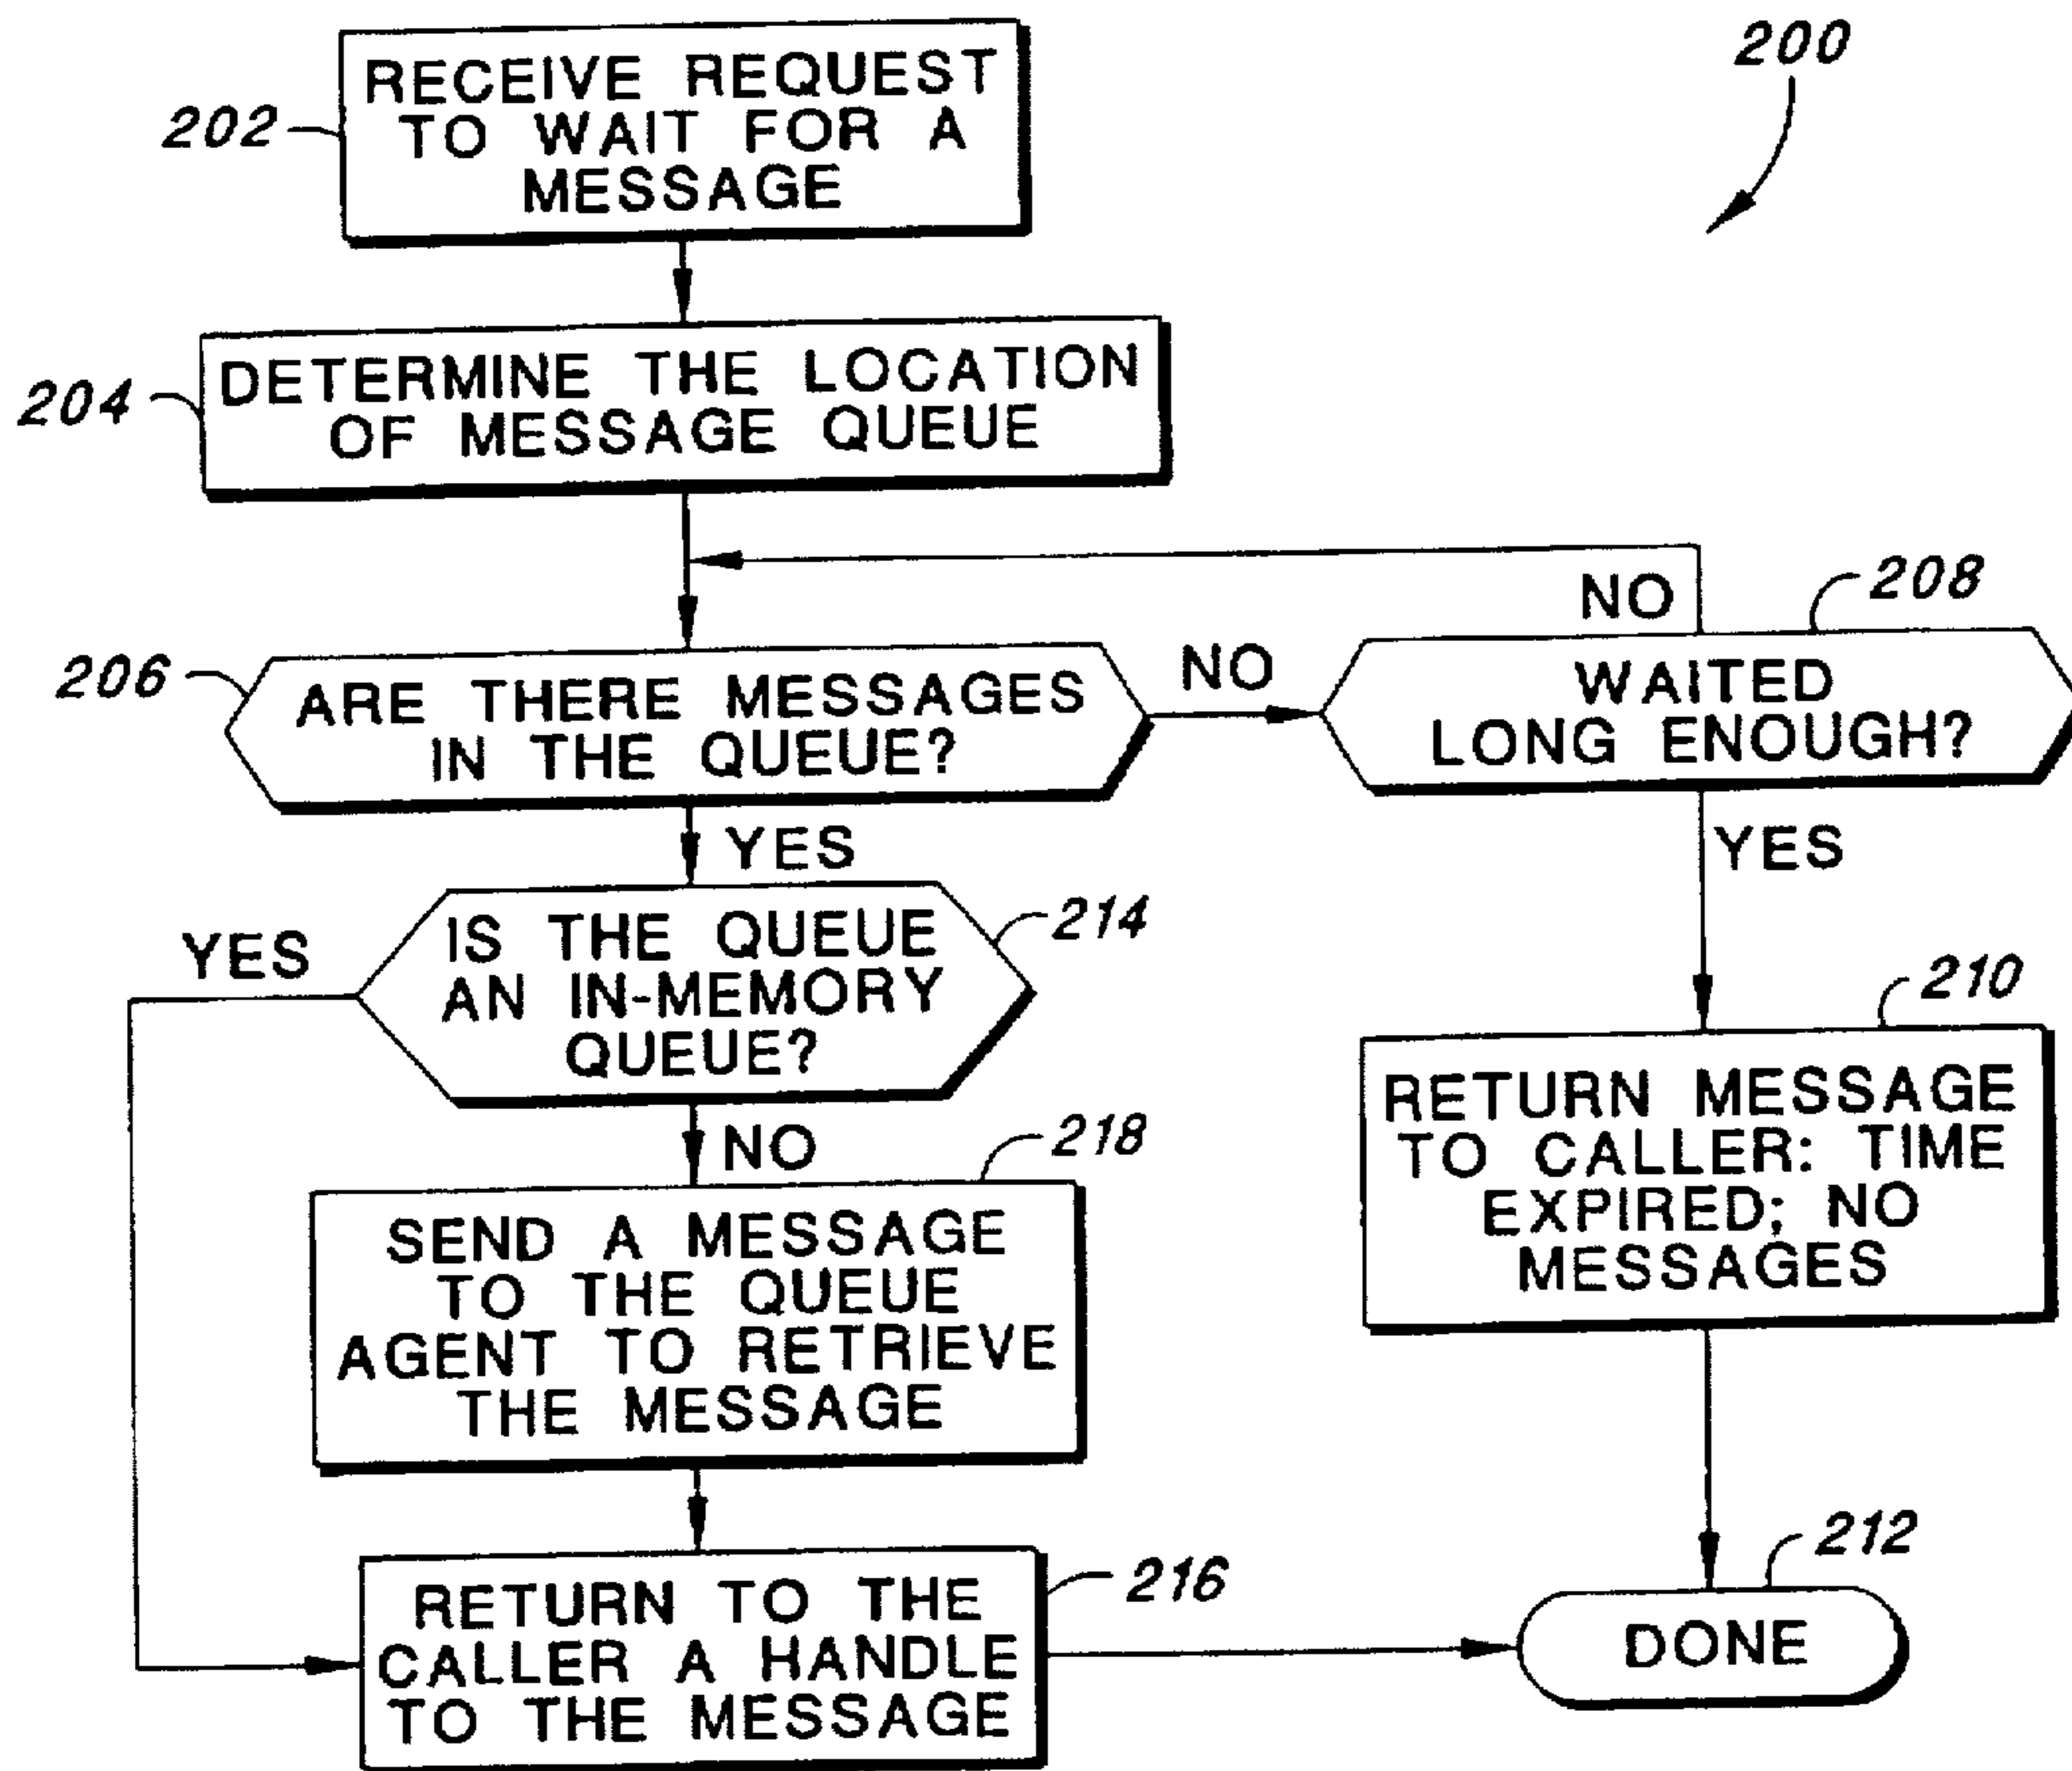 200
202
RECEIVE REQUEST
TO WAIT FOR A
MESSAGE
204
DETERMINE THE LOCATION
OF MESSAGE QUEUE
206
ARE THERE MESSAGES
IN THE QUEUE?
NO
NO
208
WAITED
LONG ENOUGH?
YES
YES
YES
214
IS THE QUEUE
AN IN-MEMORY
QUEUE?
210
RETURN MESSAGE
TO CALLER: TIME
EXPIRED; NO
MESSAGES
NO
218
SEND A MESSAGE
TO THE QUEUE
AGENT TO RETRIEVE
THE MESSAGE
216
RETURN TO THE
CALLER A HANDLE
TO THE MESSAGE
212
DONE